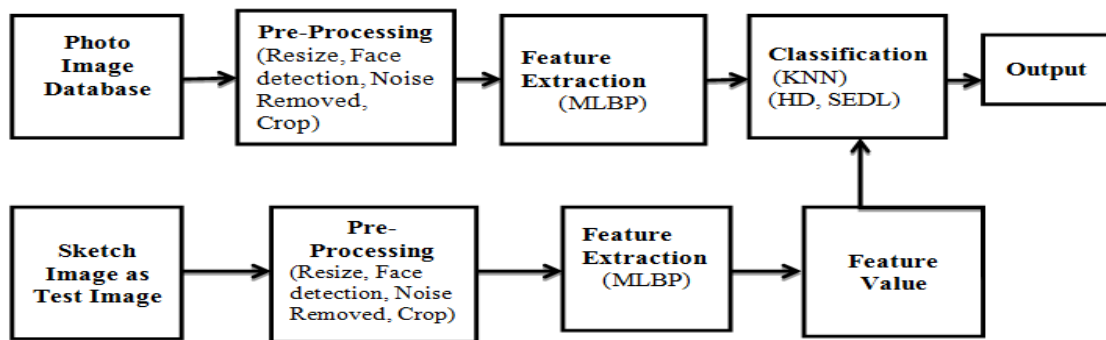 Photo
Image
Database
Pre-Processing
(Resize, Face
detection, Noise
Removed,
Crop)
Feature
Extraction
(MLBP)
Classification
(KNN)
(HD, SEDL)
Output
Sketch
Image as
Test Image
Pre-
Processing
(Resize, Face
detection, Noise
Removed, Crop)
Feature
Extraction
(MLBP)
Feature
Value